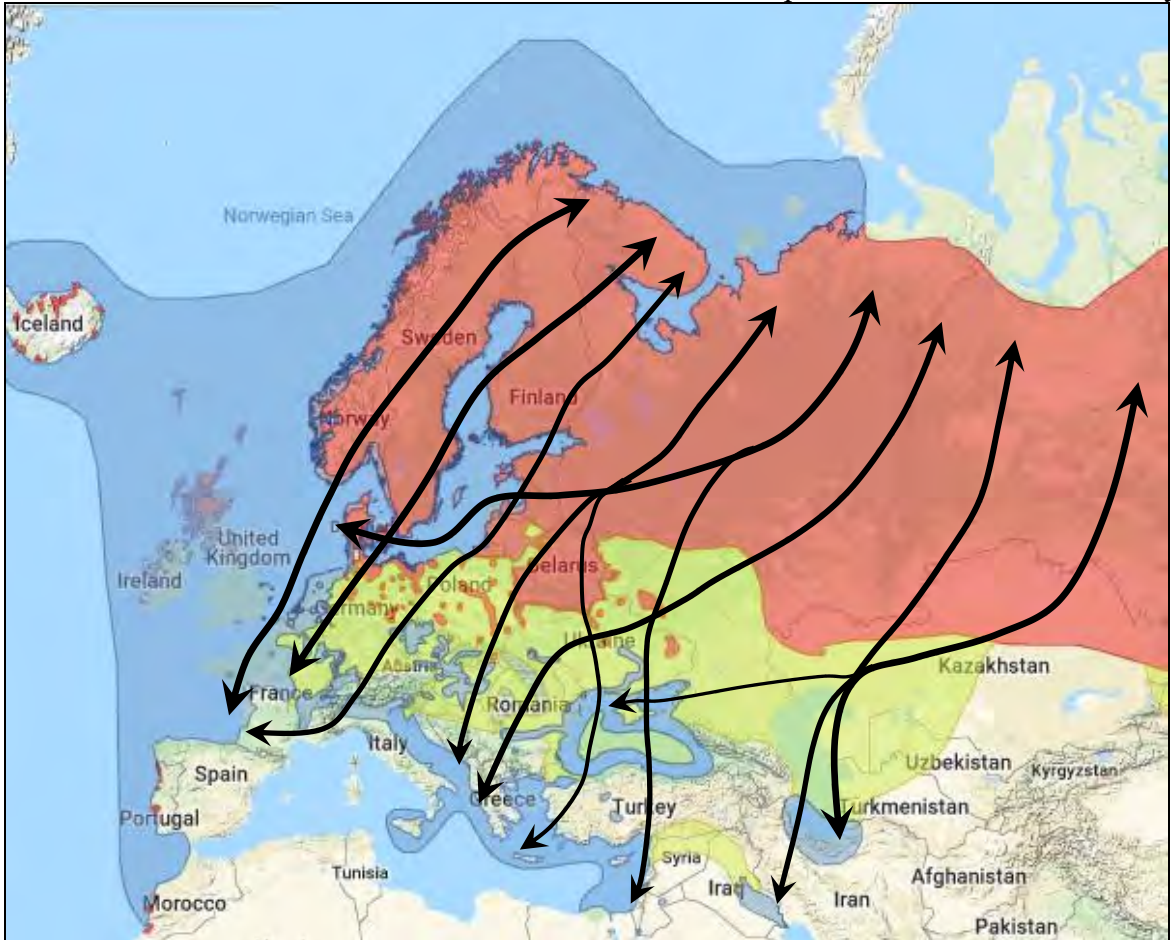 Norwegian Sea
Iceland
Sweden
Finland
Norway
United
Kingdom
Ireland
Belarus
Poland
Germany
Ukraine
Austria
Kazakhstan
France
Romania
Italy
Uzbekistan
Kyrgyzstan
Spain
Greece
Turkey
Turkmenistan
Portugal
Syria
Tunisia
Afghanistan
Iraq
Iran
Morocco
Pakistan